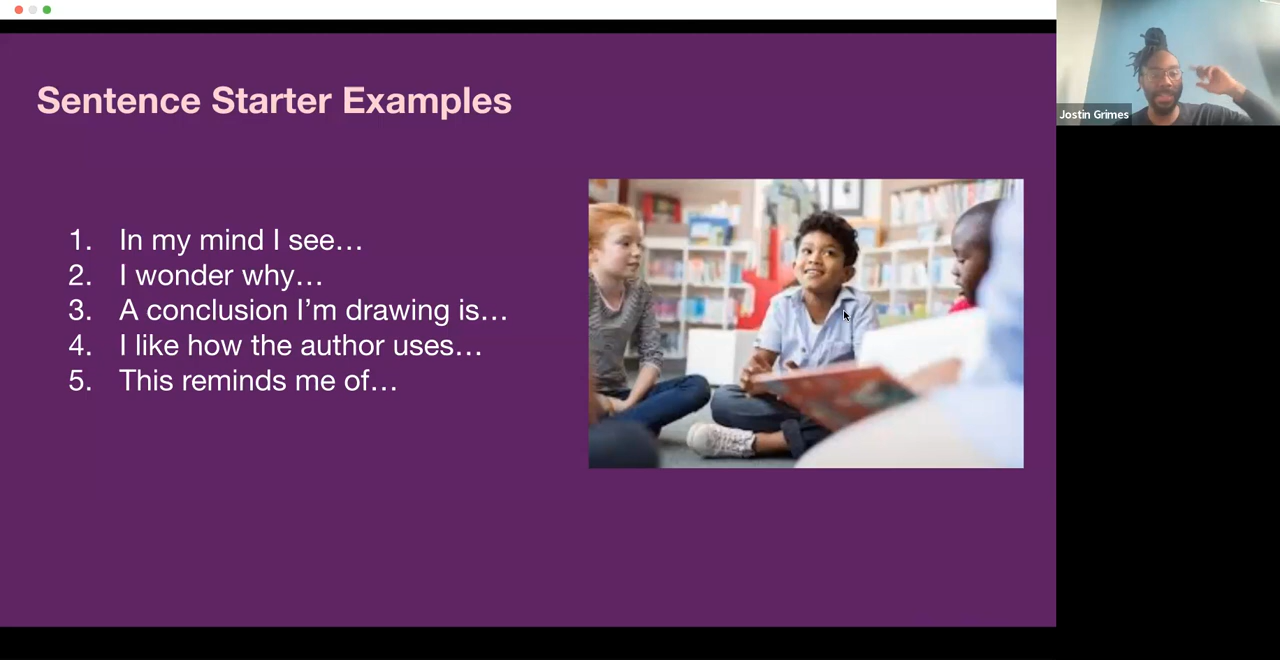 Sentence Starter Examples
1. In my mind I see…
2. I wonder why…
3. A conclusion I’m drawing is…
4. I like how the author uses…
5. This reminds me of…
Jostin Grimes